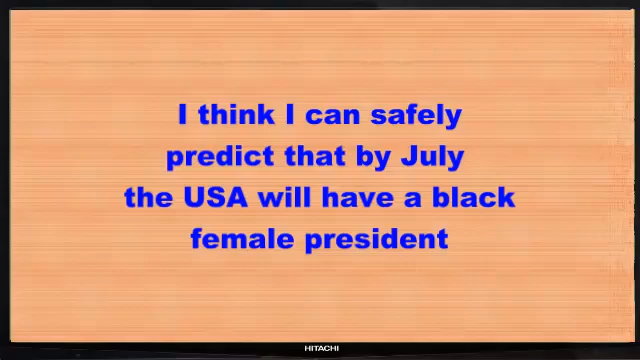 I think I can safely
predict that by July
the USA will have a black
female president
HITACHI